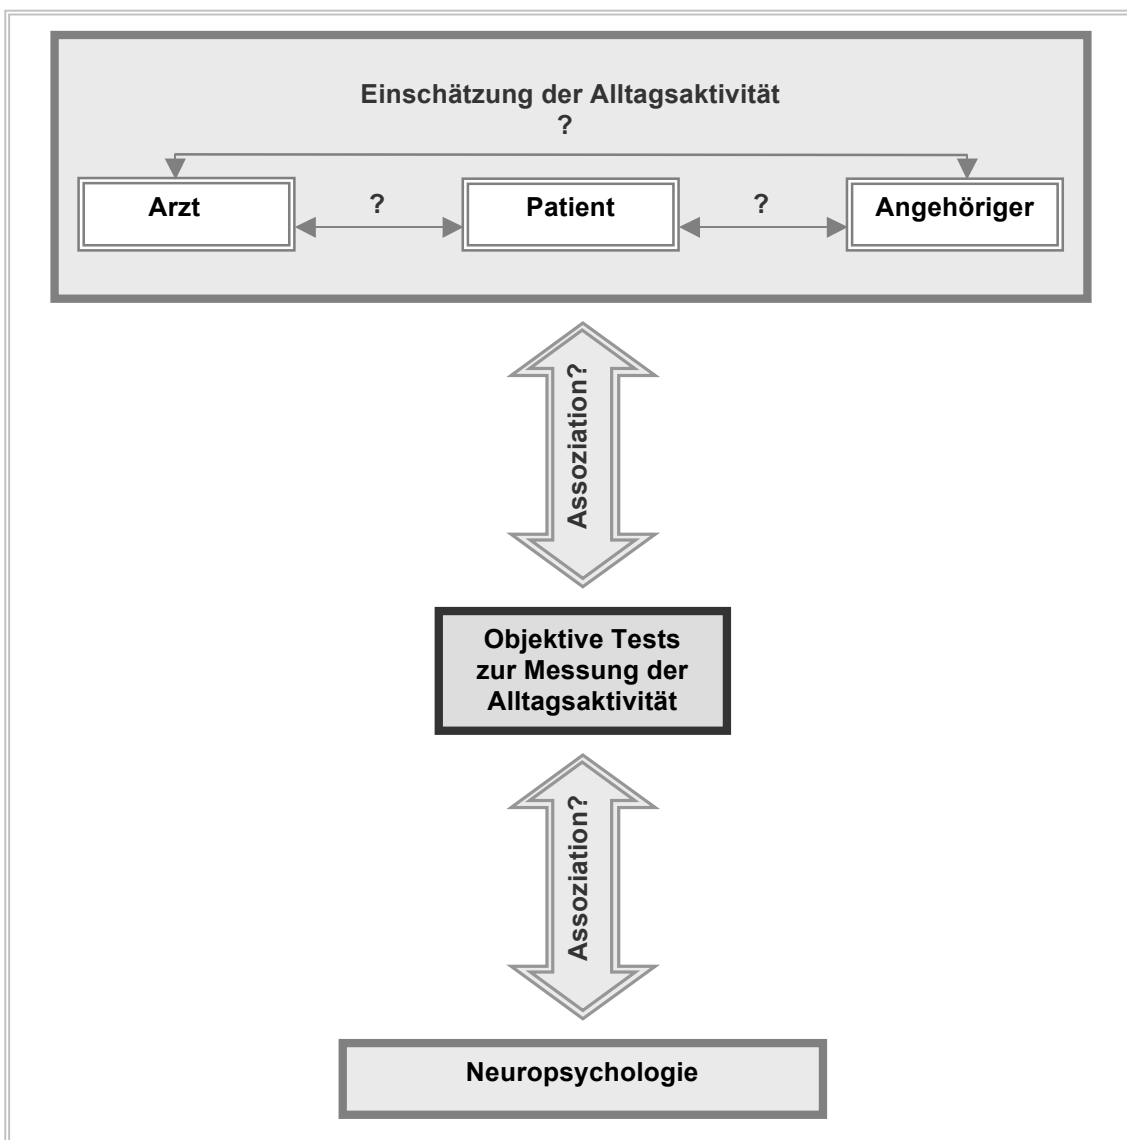 Einschätzung der Alltagsaktivität
?
Arzt
?
Patient
?
Angehöriger
Assoziation?
Objektive Tests
zur Messung der
Alltagsaktivität
Assoziation?
Neuropsychologie